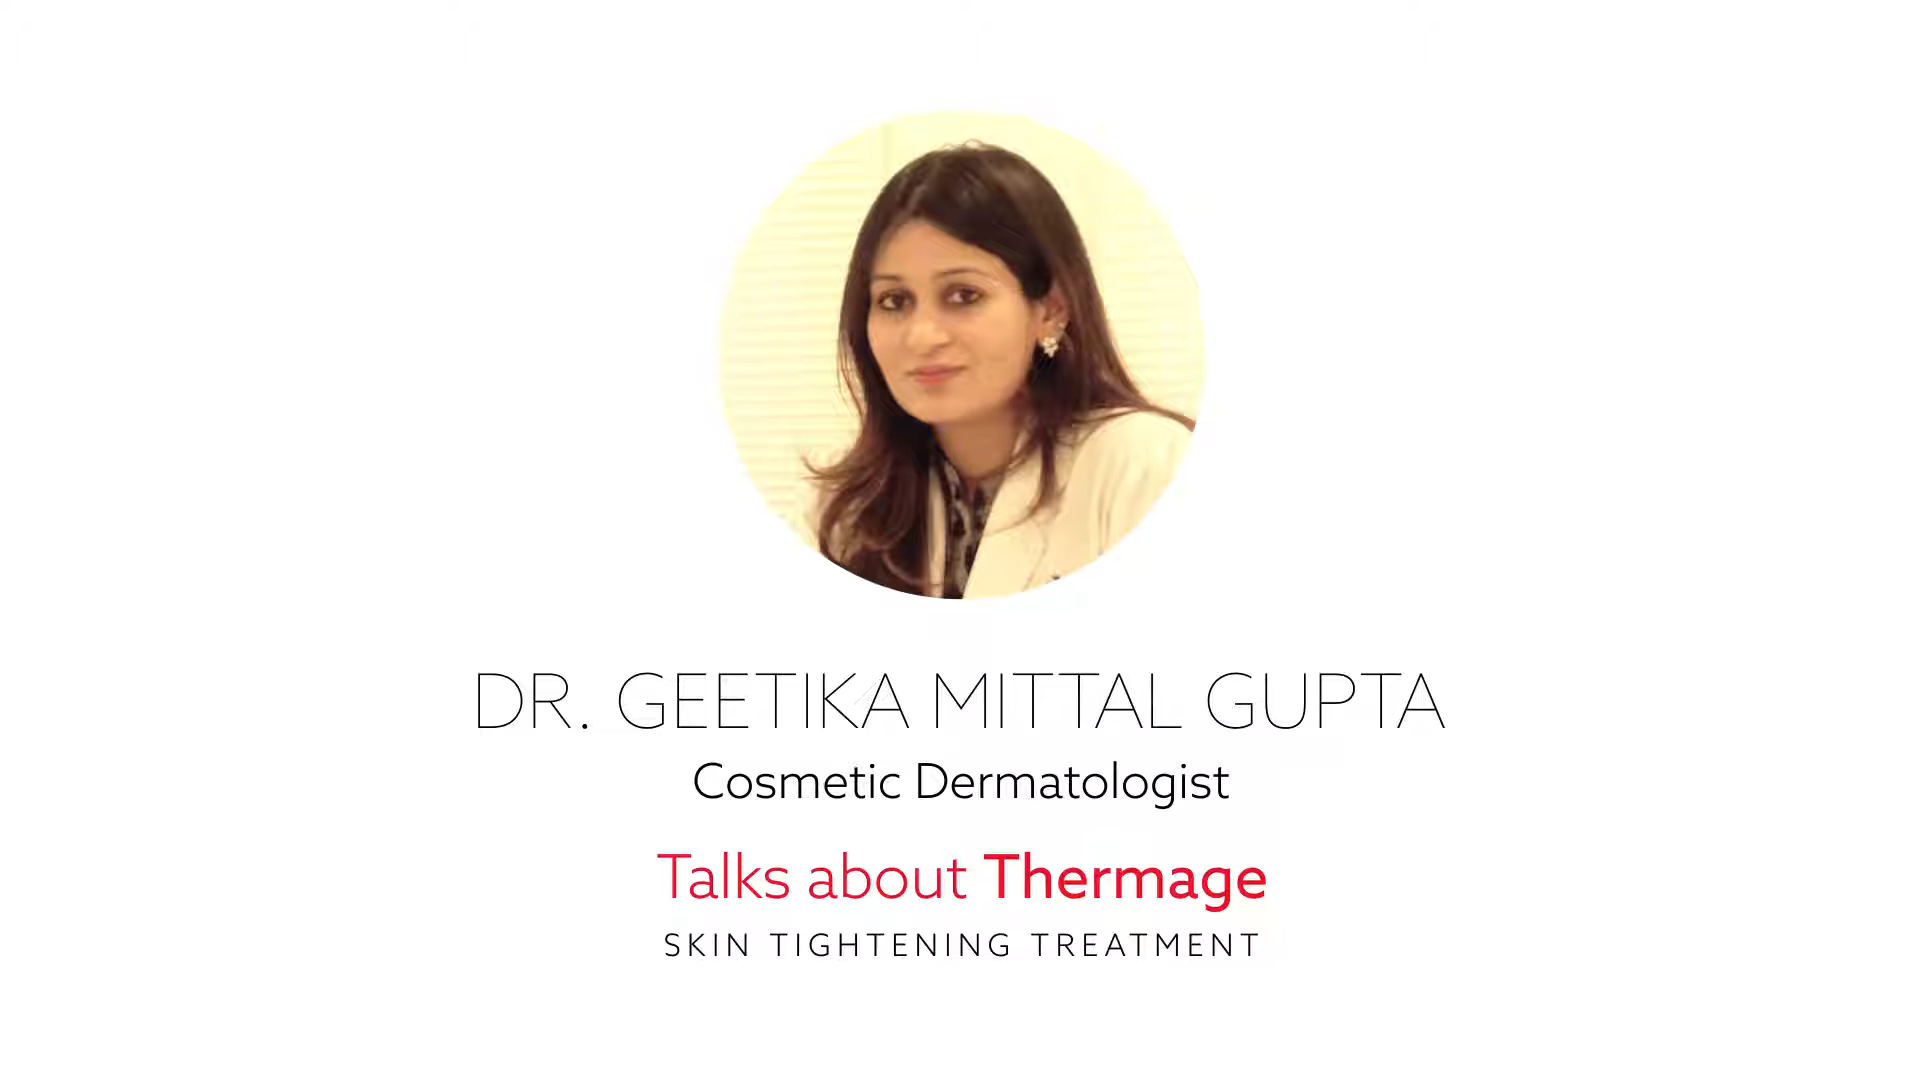 DR. GEETIKA MITTAL GUPTA
Cosmetic Dermatologist
Talks about Thermage
SKIN TIGHTENING TREATMENT